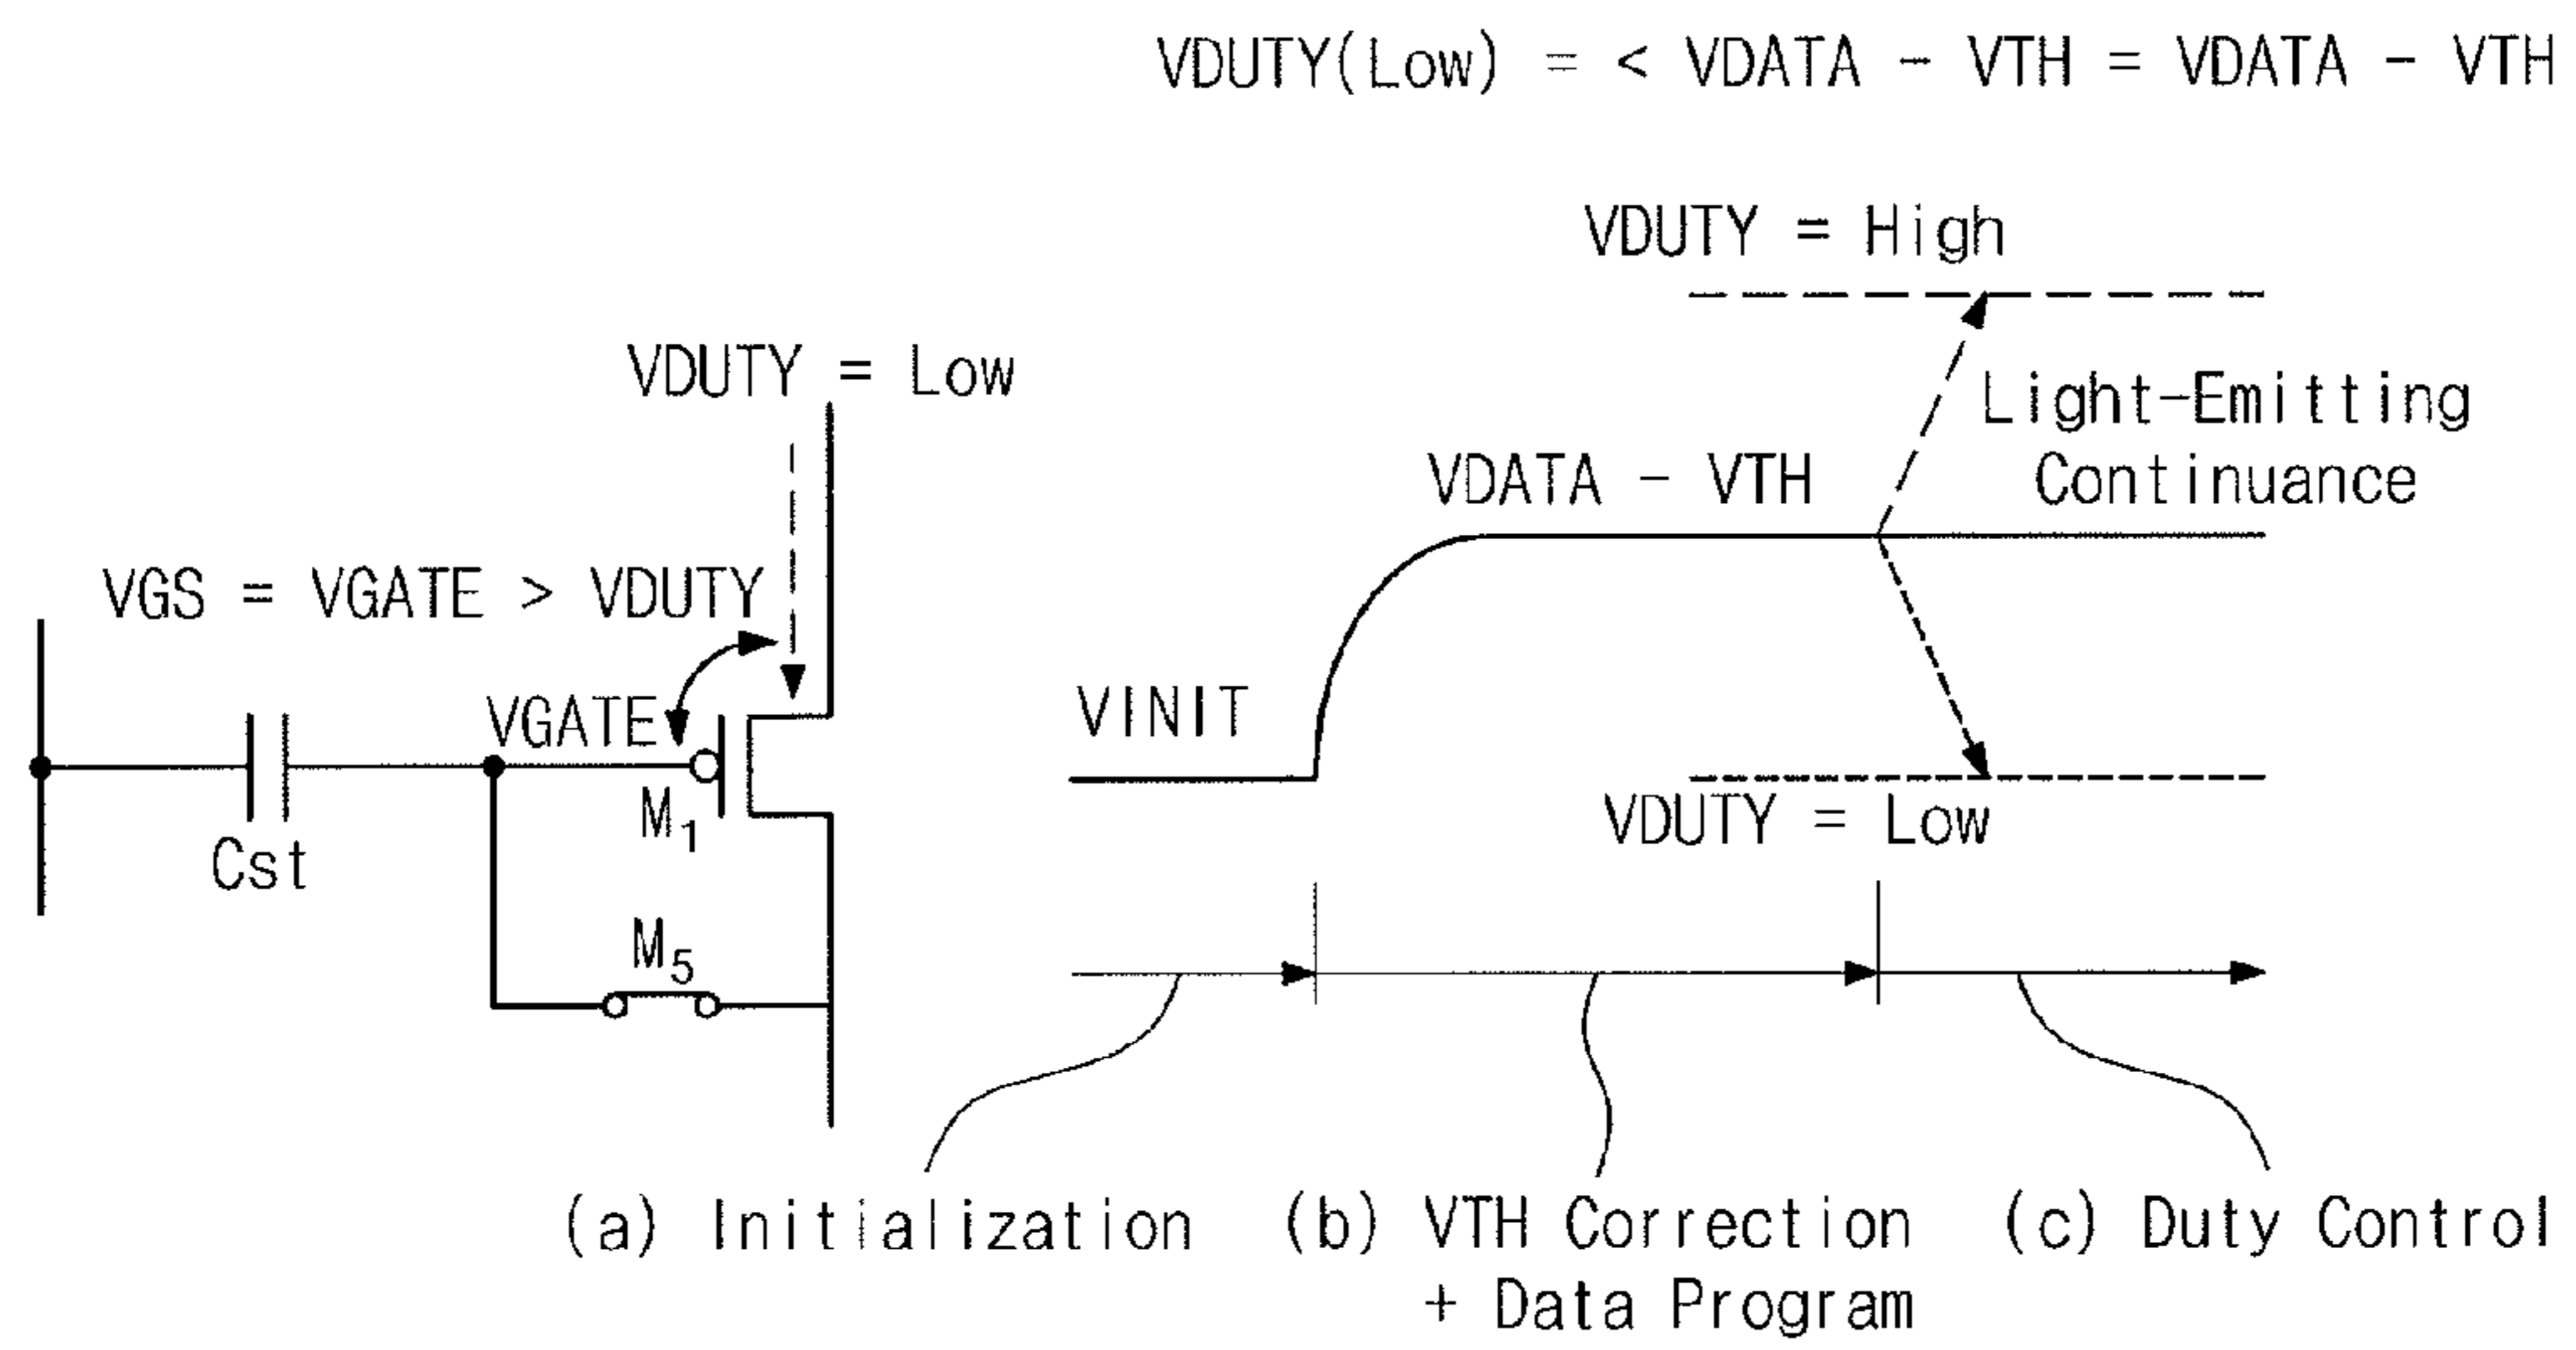 VDUTY(Low) = < VDATA - VTH = VDATA - VTH
VDUTY = High
VDUTY = Low
Light-Emitting
Continuance
VDATA - VTH
VGS = VGATE > VDUTY
VGATE
VINIT
M1
VDUTY = Low
Cst
M5
(a) Initialization
(b) VTH Correction
+ Data Program
(c) Duty Control